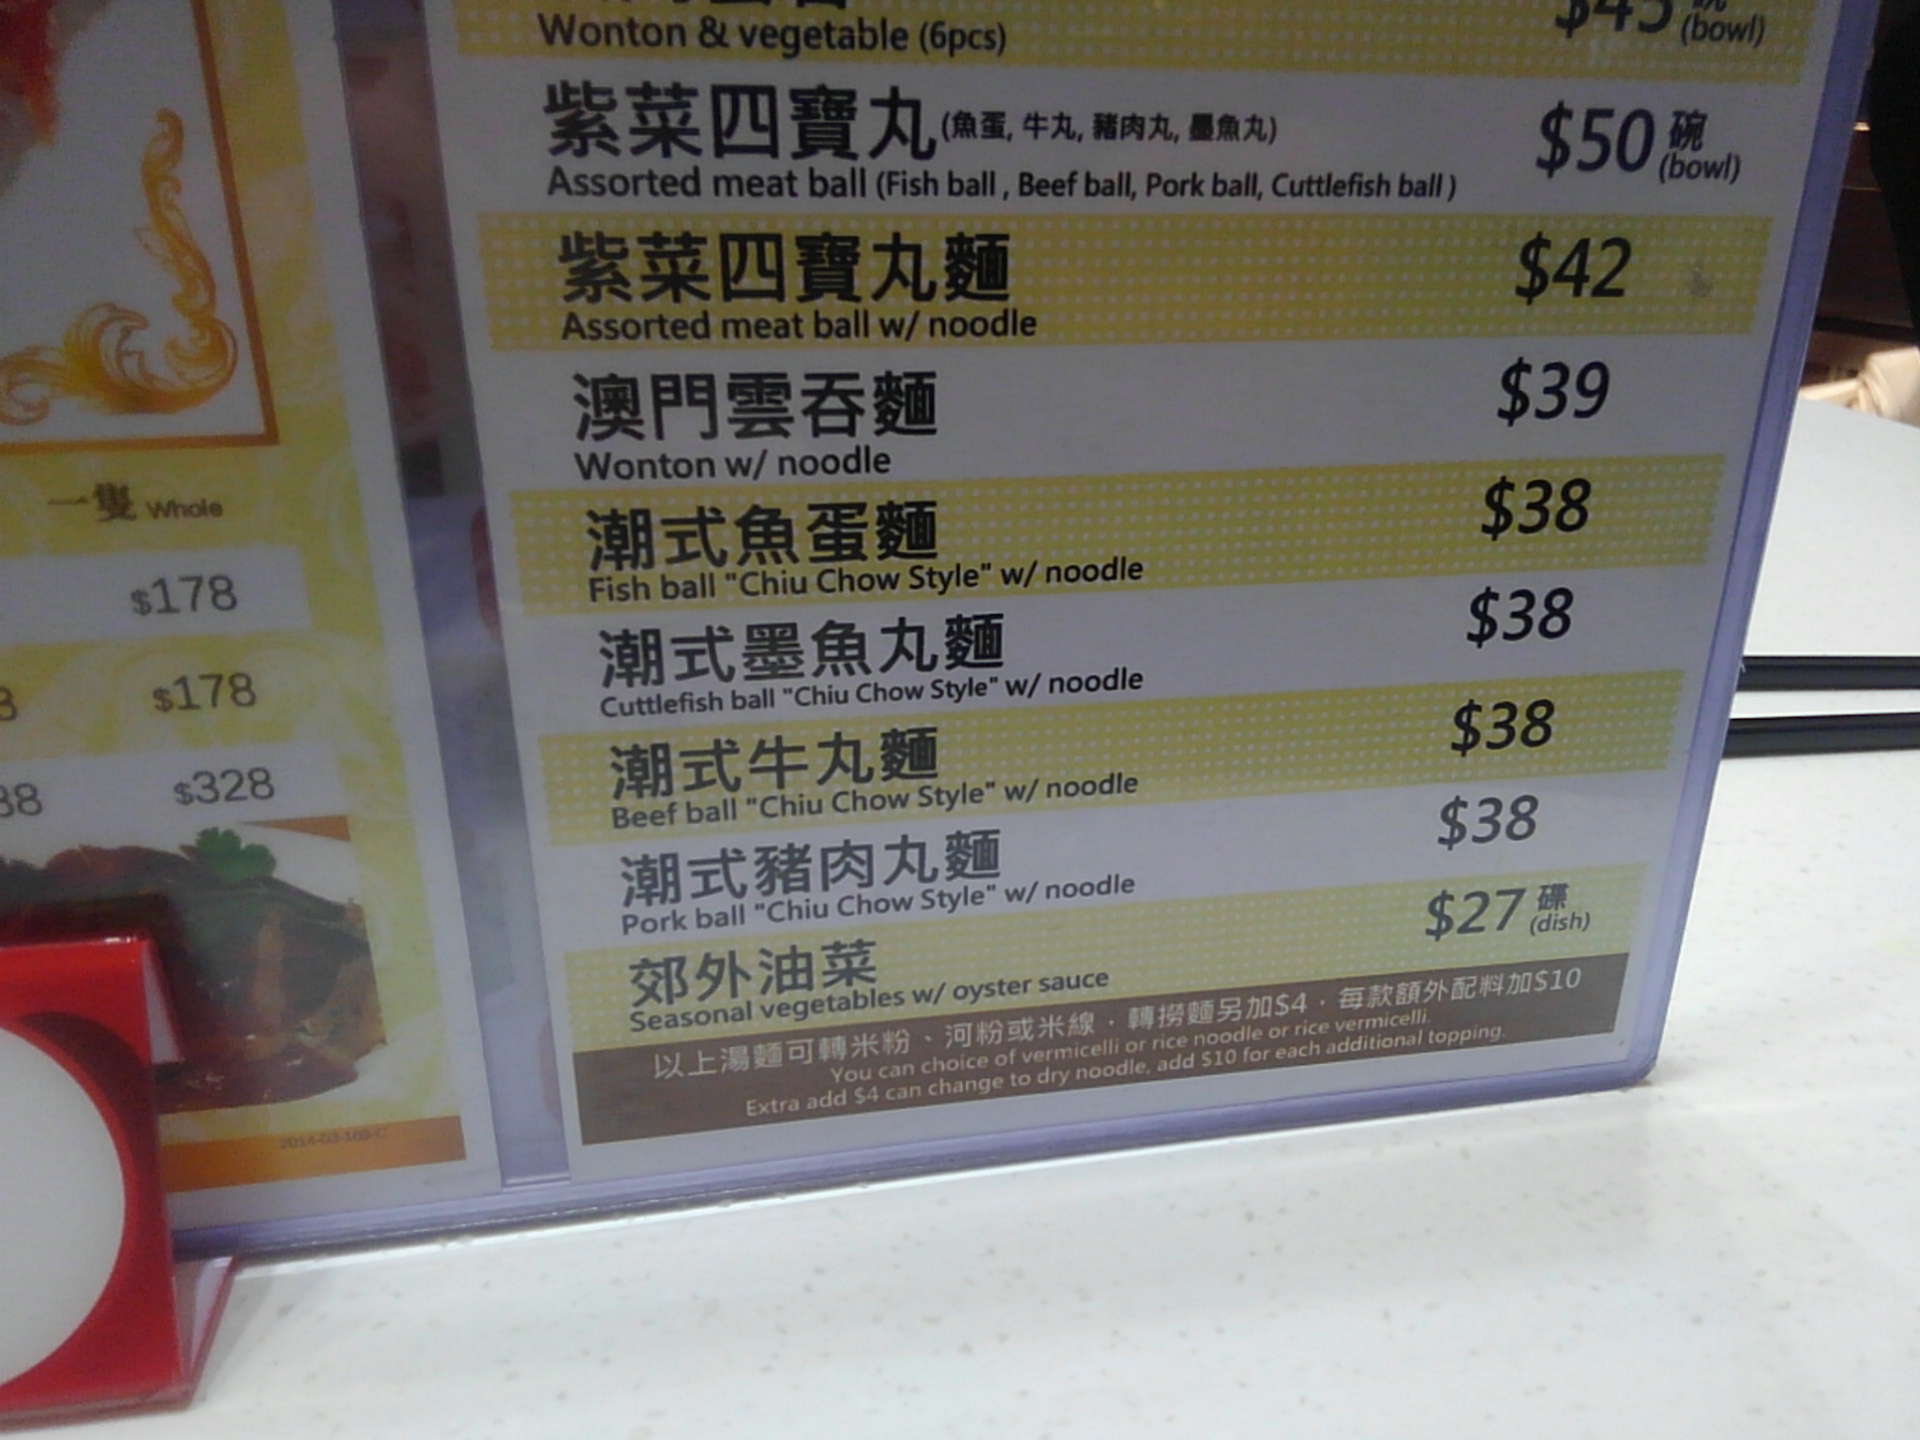 一隻 Whole
$178
$178
$328
2014-03-169-C
Wonton & vegetable (6pcs)
$45 (bowl)
紫菜四寶丸 (魚蛋, 牛丸, 豬肉丸, 墨魚丸)
Assorted meat ball (Fish ball , Beef ball, Pork ball, Cuttlefish ball )
$50 碗 (bowl)
紫菜四寶丸麵
Assorted meat ball w/ noodle
$42
澳門雲吞麵
Wonton w/ noodle
$39
潮式魚蛋麵
Fish ball "Chiu Chow Style" w/ noodle
$38
潮式墨魚丸麵
Cuttlefish ball "Chiu Chow Style" w/ noodle
$38
潮式牛丸麵
Beef ball "Chiu Chow Style" w/ noodle
$38
潮式豬肉丸麵
Pork ball "Chiu Chow Style" w/ noodle
$38
郊外油菜
Seasonal vegetables w/ oyster sauce
$27 碟 (dish)
以上湯麵可轉米粉、河粉或米線．轉撈麵另加$4．每款額外配料加$10
You can choice of vermicelli or rice noodle or rice vermicelli.
Extra add $4 can change to dry noodle, add $10 for each additional topping.